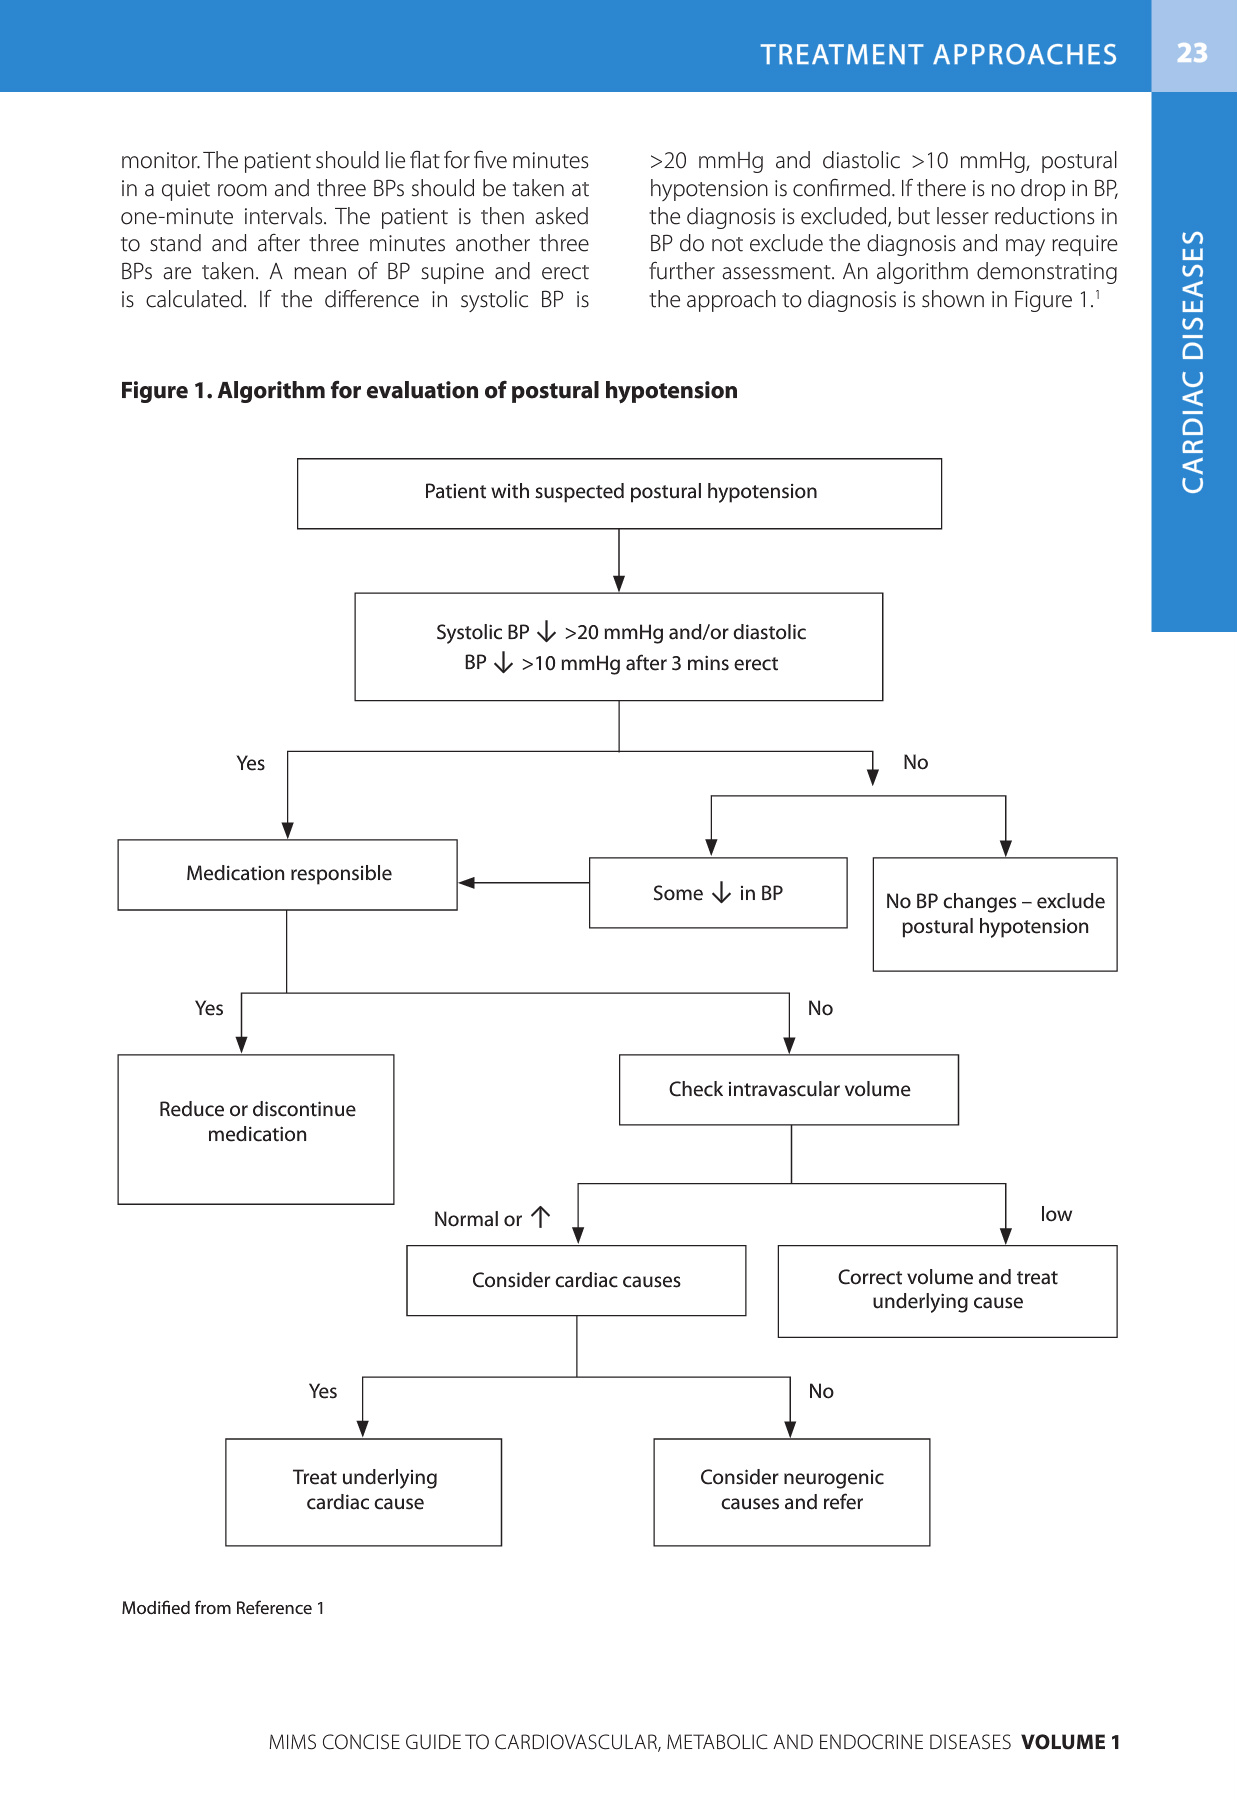 TREATMENT APPROACHES
23
CARDIAC DISEASES
monitor. The patient should lie flat for five minutes
in a quiet room and three BPs should be taken at
one-minute intervals. The patient is then asked
to stand and after three minutes another three
BPs are taken. A mean of BP supine and erect
is calculated. If the difference in systolic BP is
>20 mmHg and diastolic >10 mmHg, postural
hypotension is confirmed. If there is no drop in BP,
the diagnosis is excluded, but lesser reductions in
BP do not exclude the diagnosis and may require
further assessment. An algorithm demonstrating
the approach to diagnosis is shown in Figure 1.¹
Figure 1. Algorithm for evaluation of postural hypotension
Patient with suspected postural hypotension
Systolic BP ↓ >20 mmHg and/or diastolic
BP ↓ >10 mmHg after 3 mins erect
Yes
No
Medication responsible
Some ↓ in BP
No BP changes – exclude
postural hypotension
Yes
No
Reduce or discontinue
medication
Check intravascular volume
Normal or ↑
low
Consider cardiac causes
Correct volume and treat
underlying cause
Yes
No
Treat underlying
cardiac cause
Consider neurogenic
causes and refer
Modified from Reference 1
MIMS CONCISE GUIDE TO CARDIOVASCULAR, METABOLIC AND ENDOCRINE DISEASES VOLUME 1